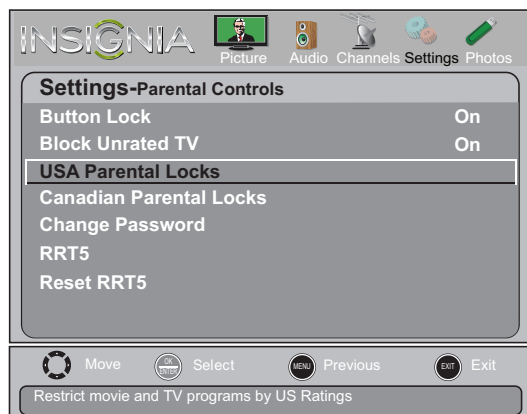 INSIGNIA
Picture Audio Channels Settings Photos
Settings-Parental Controls
Button Lock On
Block Unrated TV On
USA Parental Locks
Canadian Parental Locks
Change Password
RRT5
Reset RRT5
Move OK ENTER Select MENU Previous EXIT Exit
Restrict movie and TV programs by US Ratings